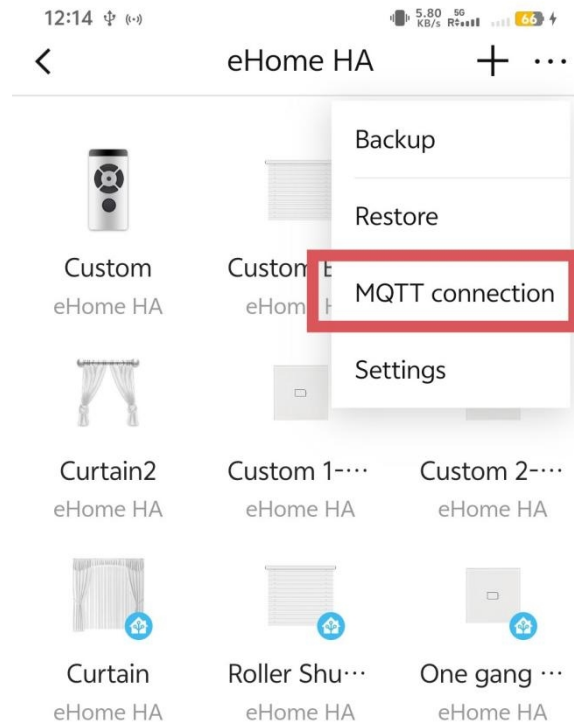 12:14
5.80 KB/s 5G 66
eHome HA
Backup
Restore
MQTT connection
Settings
Custom Custom
eHome HA
Curtain2 Custom 1-··· Custom 2-···
eHome HA eHome HA eHome HA
Curtain Roller Shu··· One gang ···
eHome HA eHome HA eHome HA